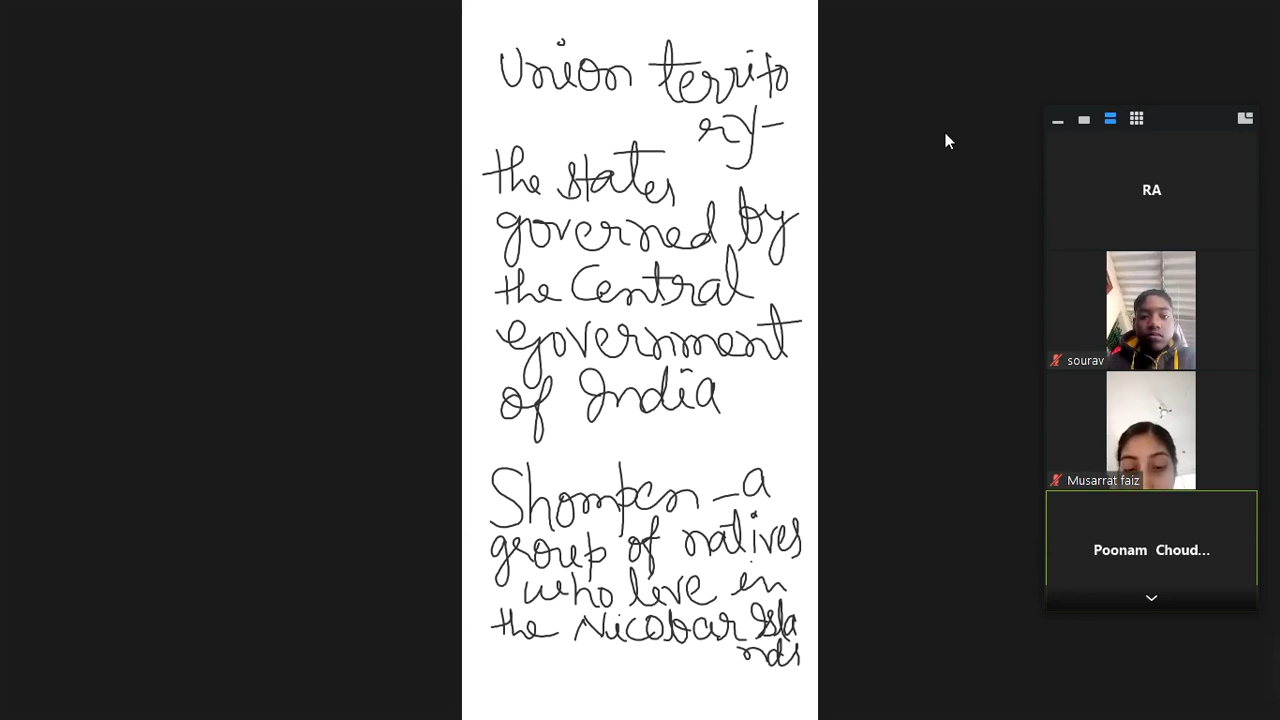 Union territo
ry-
the states
governed by
the Central
Government
of India
Shompen - a
group of natives
who live in
the Nicobar Isla
nds
RA
sourav
Musarrat faiz
Poonam Choud...